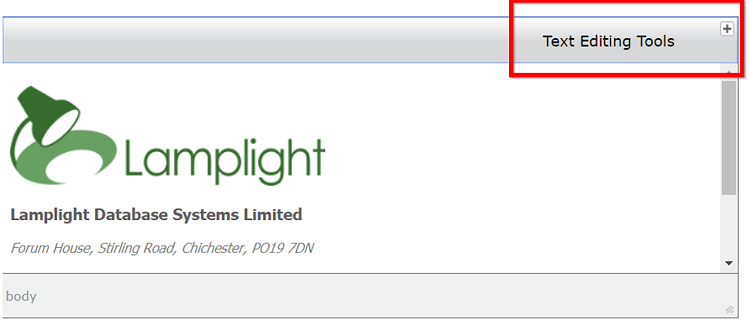 Text Editing Tools
Lamplight
Lamplight Database Systems Limited
Forum House, Stirling Road, Chichester, PO19 7DN
body